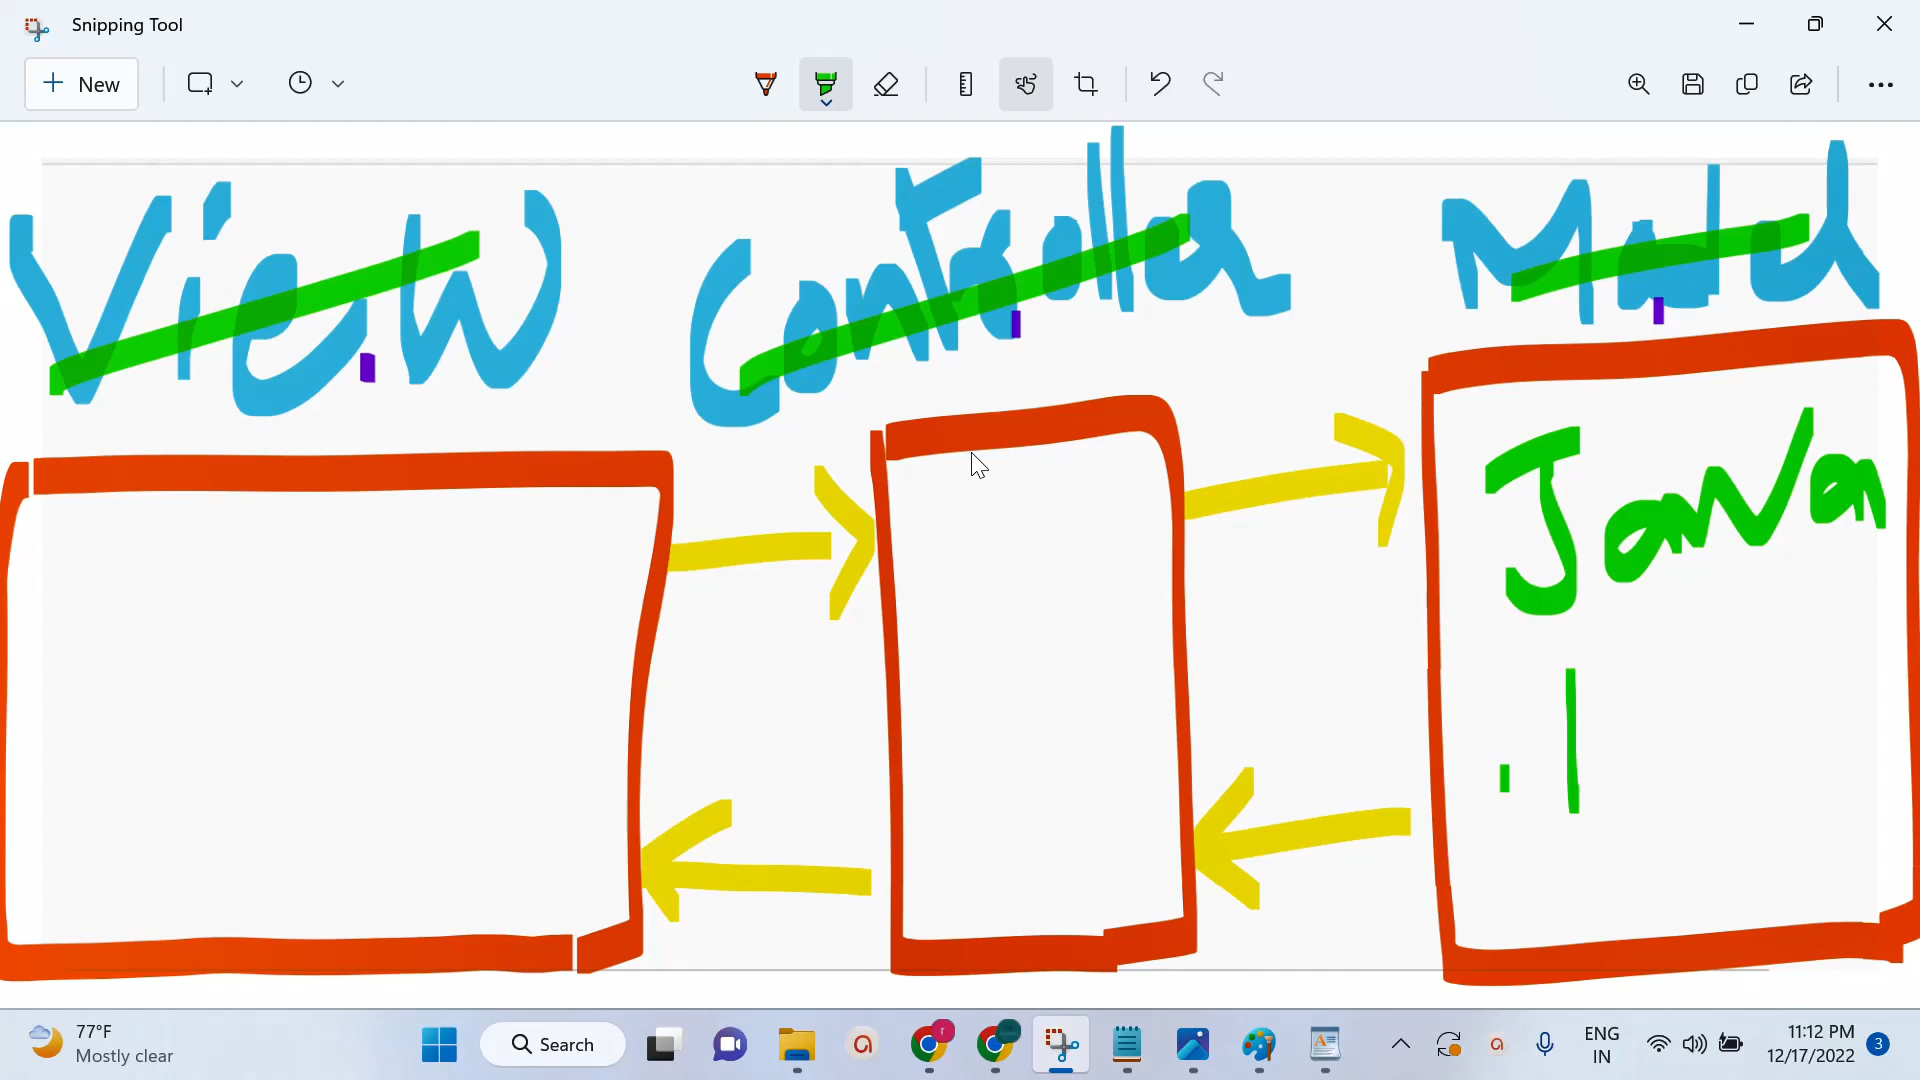 Snipping Tool
New
View Controller Model
Java
77°F
Mostly clear
Search
ENG
IN
11:12 PM
12/17/2022
3